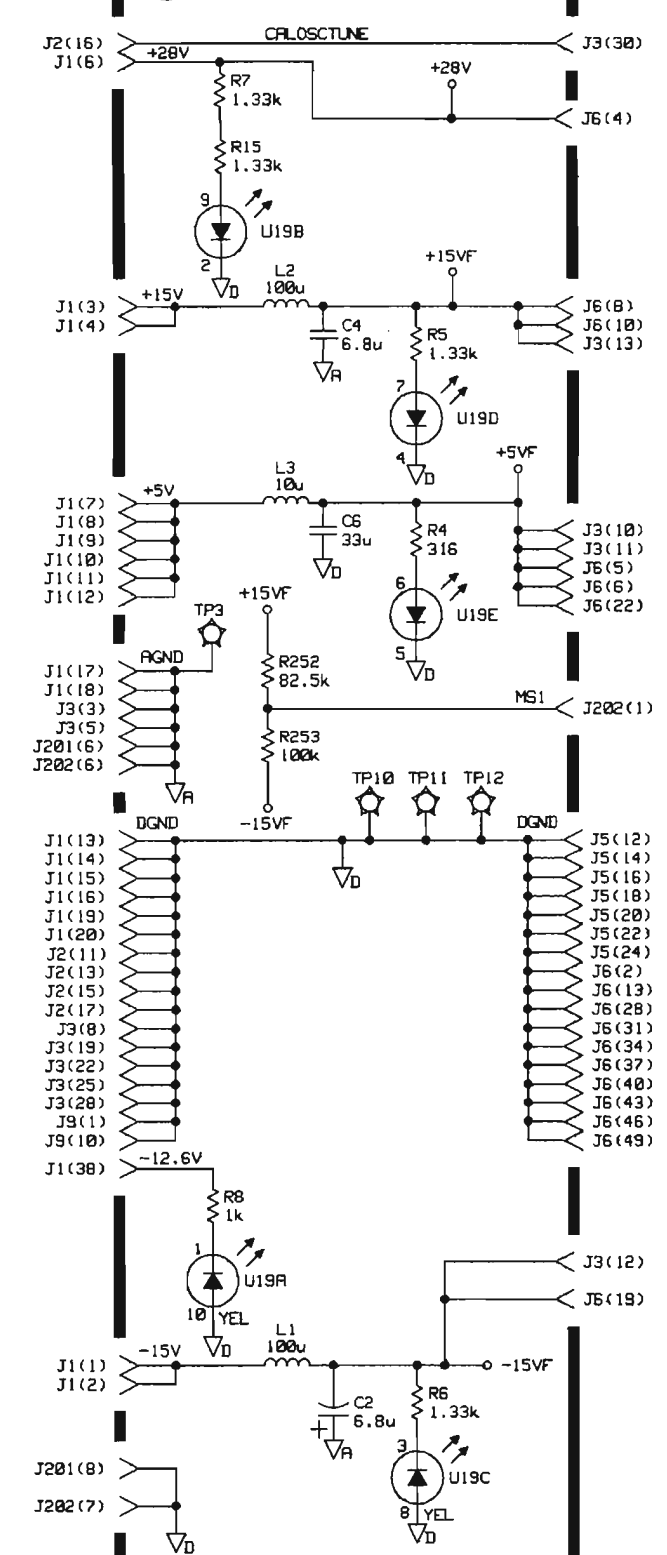 J2(16) CALOSCTUNE J3(30)
J1(6) +28V
+28V
R7
1.33k
J6(4)
R15
1.33k
9
U19B
2
D
+15VF
L2
100u
J1(3) +15V J6(8)
J1(4) J6(10)
J3(13)
C4
6.8u
A
R5
1.33k
7
U19D
4
D
+5VF
L3
10u
J1(7) +5V
J1(8)
J1(9)
J1(10)
J1(11)
J1(12)
C6
33u
D
R4
316
J3(10)
J3(11)
J6(5)
J6(6)
J6(22)
6
U19E
5
D
+15VF
TP3
AGND
J1(17)
J1(18)
J3(3)
J3(5)
J201(6)
J202(6)
A
R252
82.5k
MS1 J202(1)
R253
100k
-15VF
TP10 TP11 TP12
DGND DGND
D
J1(13) J5(12)
J1(14) J5(14)
J1(15) J5(16)
J1(16) J5(18)
J1(19) J5(20)
J1(20) J5(22)
J2(11) J5(24)
J2(13) J6(2)
J2(15) J6(13)
J2(17) J6(28)
J3(8) J6(31)
J3(19) J6(34)
J3(22) J6(37)
J3(25) J6(40)
J3(28) J6(43)
J9(1) J6(46)
J9(10) J6(49)
J1(38) -12.6V
R8
1k
1
U19A
10 YEL
D
J3(12)
J6(19)
L1
100u
J1(1) -15V -15VF
J1(2)
C2
6.8u
+
A
R6
1.33k
3
U19C
8 YEL
D
J201(8)
J202(7)
D